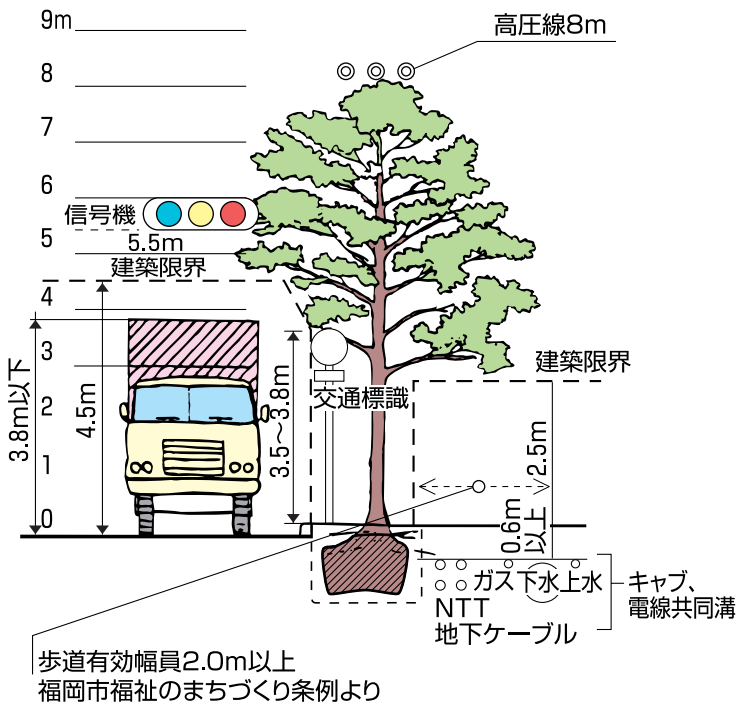 9m
高圧線8m
8
7
6
信号機
5.5m
5
建築限界
4
3
2
1
0
3.8m以下
4.5m
3.5〜3.8m
交通標識
建築限界
2.5m
0.6m
以上
ガス下水上水
NTT
地下ケーブル
キャブ、
電線共同溝
歩道有効幅員2.0m以上
福岡市福祉のまちづくり条例より